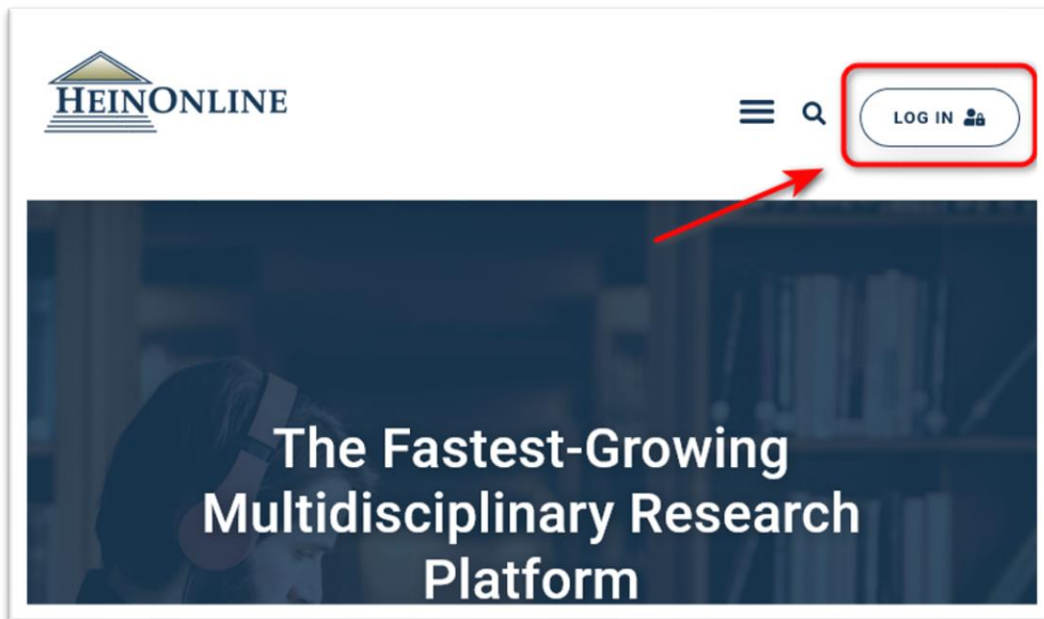 HEINONLINE
LOG IN
The Fastest-Growing
Multidisciplinary Research
Platform